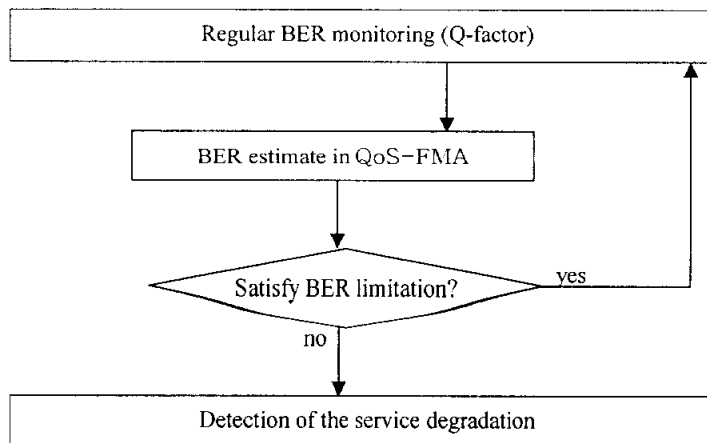 Regular BER monitoring (Q-factor)
BER estimate in QoS-FMA
Satisfy BER limitation?
yes
no
Detection of the service degradation